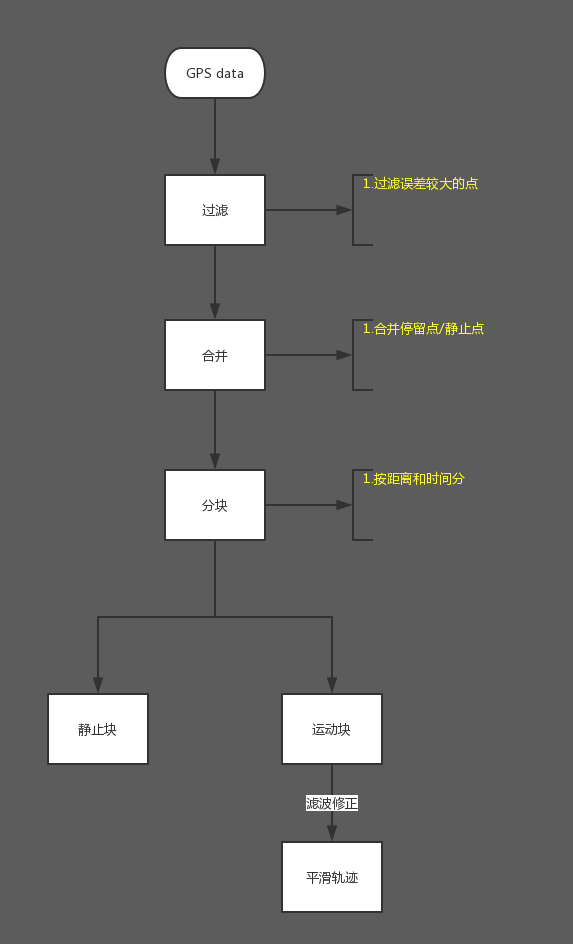 GPS data
过滤
1.过滤误差较大的点
合并
1.合并停留点/静止点
分块
1.按距离和时间分
静止块
运动块
滤波修正
平滑轨迹